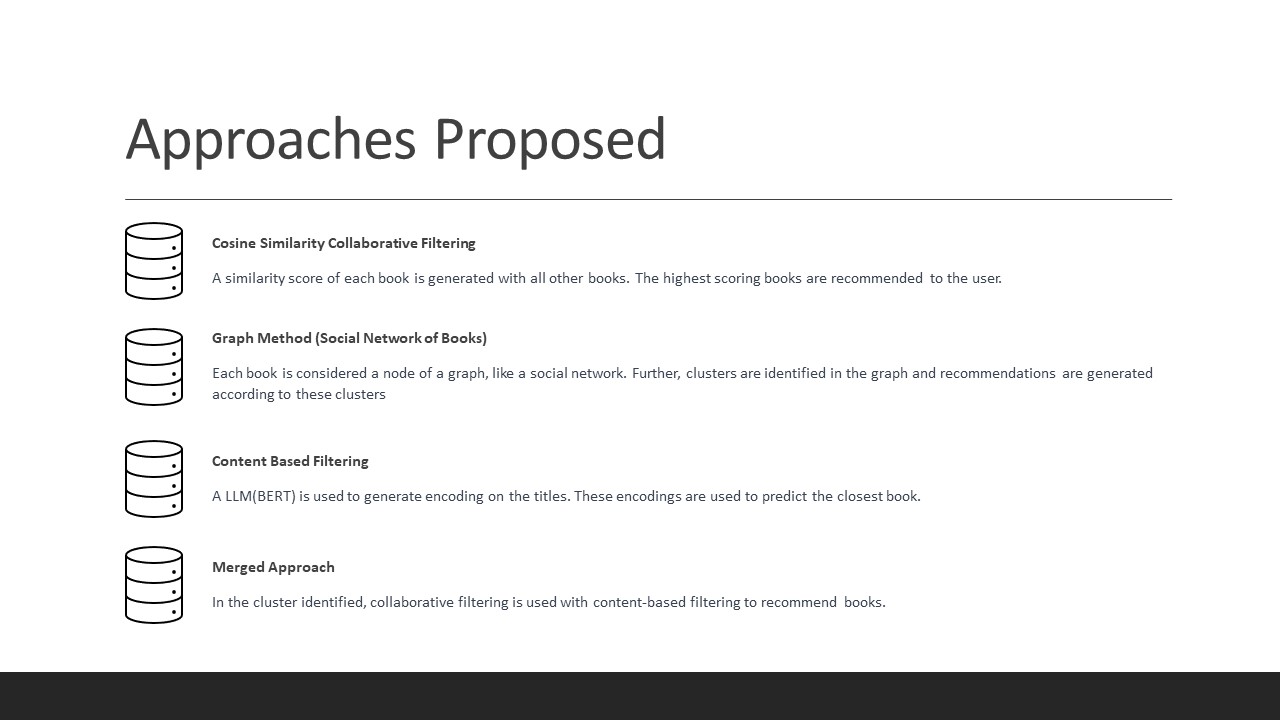 Approaches Proposed
Cosine Similarity Collaborative Filtering
A similarity score of each book is generated with all other books. The highest scoring books are recommended to the user.
Graph Method (Social Network of Books)
Each book is considered a node of a graph, like a social network. Further, clusters are identified in the graph and recommendations are generated
according to these clusters
Content Based Filtering
A LLM(BERT) is used to generate encoding on the titles. These encodings are used to predict the closest book.
Merged Approach
In the cluster identified, collaborative filtering is used with content-based filtering to recommend books.